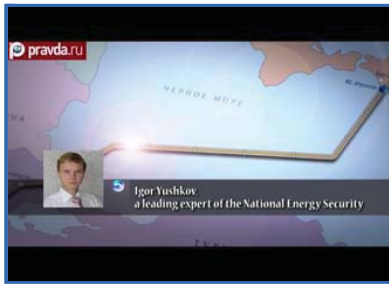 pravda.ru
ЧЕРНОЕ МОРЕ
Igor Yushkov,
a leading expert of the National Energy Security